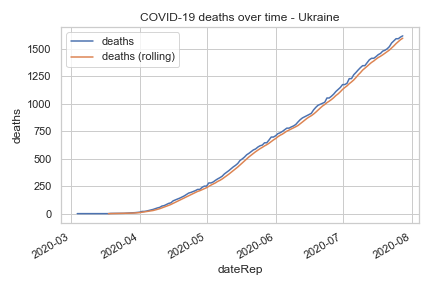 COVID-19 deaths over time - Ukraine
deaths
deaths (rolling)
1500
1250
1000
750
500
250
0
deaths
2020-03
2020-04
2020-05
2020-06
2020-07
2020-08
dateRep